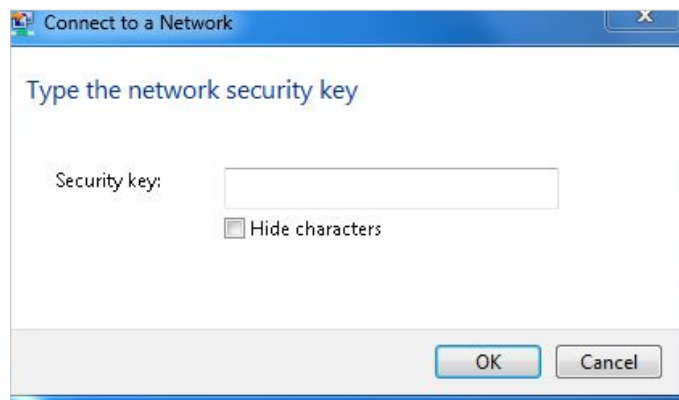 Connect to a Network
Type the network security key
Security key:
Hide characters
OK Cancel